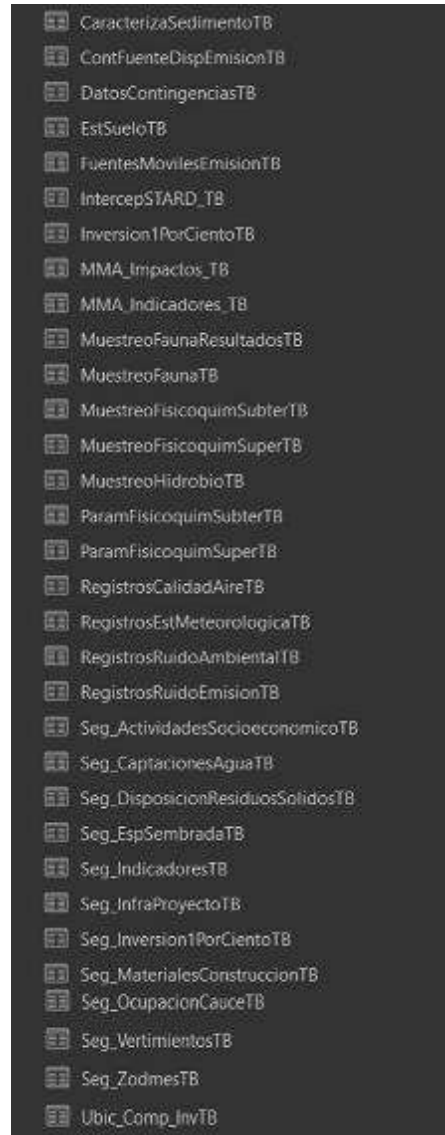 CaracterizaSedimentoTB
ContFuenteDispEmisionTB
DatosContingenciasTB
EstSueloTB
FuentesMovilesEmisionTB
IntercepSTARD_TB
Inversion1PorCientoTB
MMA_Impactos_TB
MMA_Indicadores_TB
MuestreoFaunaResultadosTB
MuestreoFaunaTB
MuestreoFisicoquimSubterTB
MuestreoFisicoquimSuperTB
MuestreoHidrobioTB
ParamFisicoquimSubterTB
ParamFisicoquimSuperTB
RegistrosCalidadAireTB
RegistrosEstMeteorologicaTB
RegistrosRuidoAmbientalTB
RegistrosRuidoEmisionTB
Seg_ActividadesSocioeconomicoTB
Seg_CaptacionesAguaTB
Seg_DisposicionResiduosSolidosTB
Seg_EspSembradaTB
Seg_IndicadoresTB
Seg_InfraProyectoTB
Seg_Inversion1PorCientoTB
Seg_MaterialesConstruccionTB
Seg_OcupacionCauceTB
Seg_VertimientosTB
Seg_ZodmesTB
Ubic_Comp_InvTB